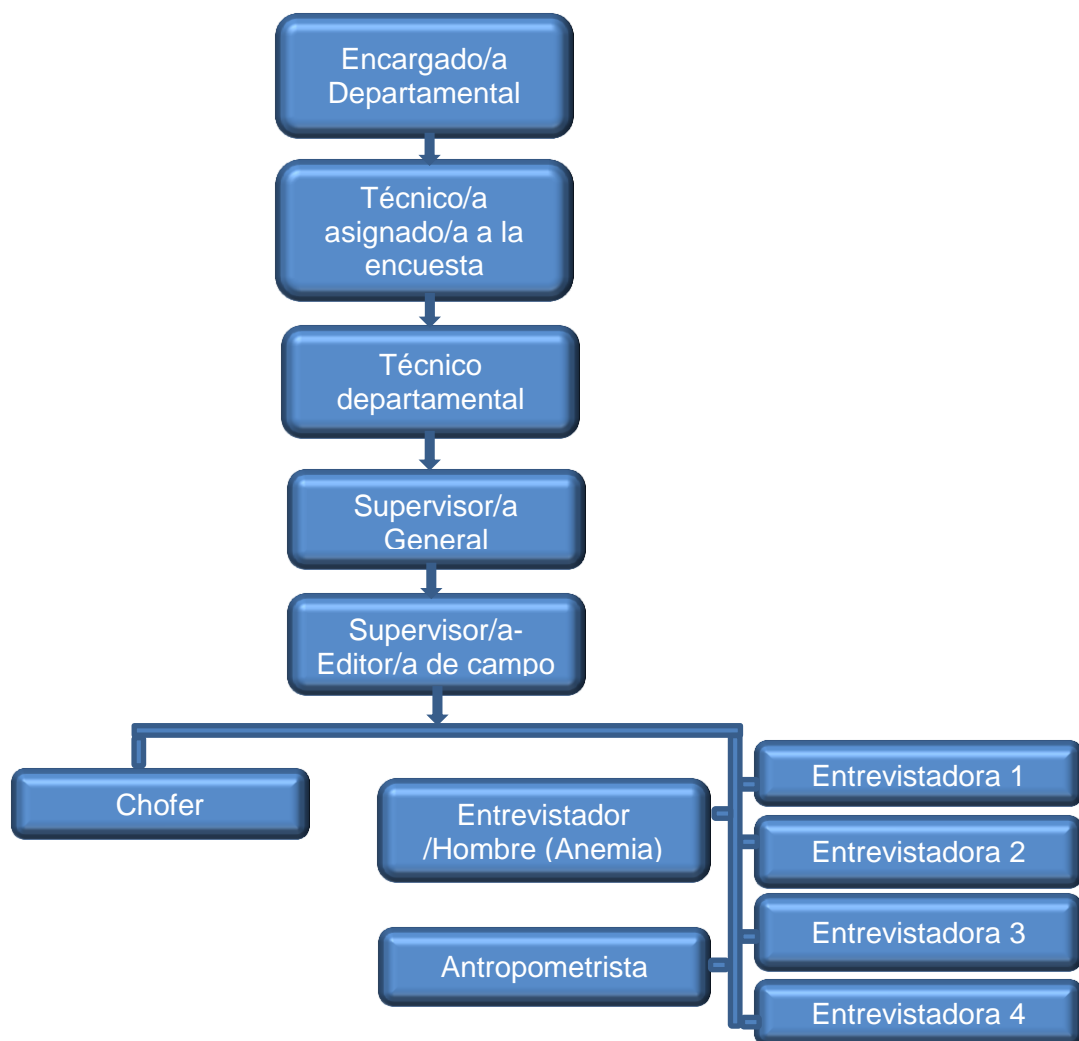 Encargado/a
Departamental
Técnico/a
asignado/a a la
encuesta
Técnico
departamental
Supervisor/a
General
Supervisor/a-
Editor/a de campo
Chofer
Entrevistador
/Hombre (Anemia)
Antropometrista
Entrevistadora 1
Entrevistadora 2
Entrevistadora 3
Entrevistadora 4